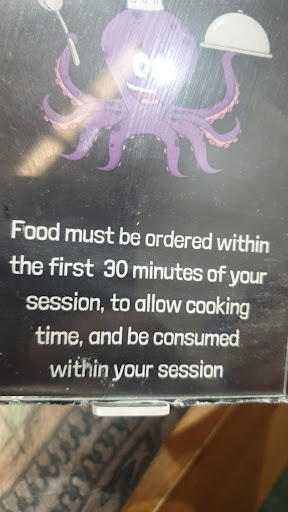 Food must be ordered within
the first 30 minutes of your
session, to allow cooking
time, and be consumed
within your session